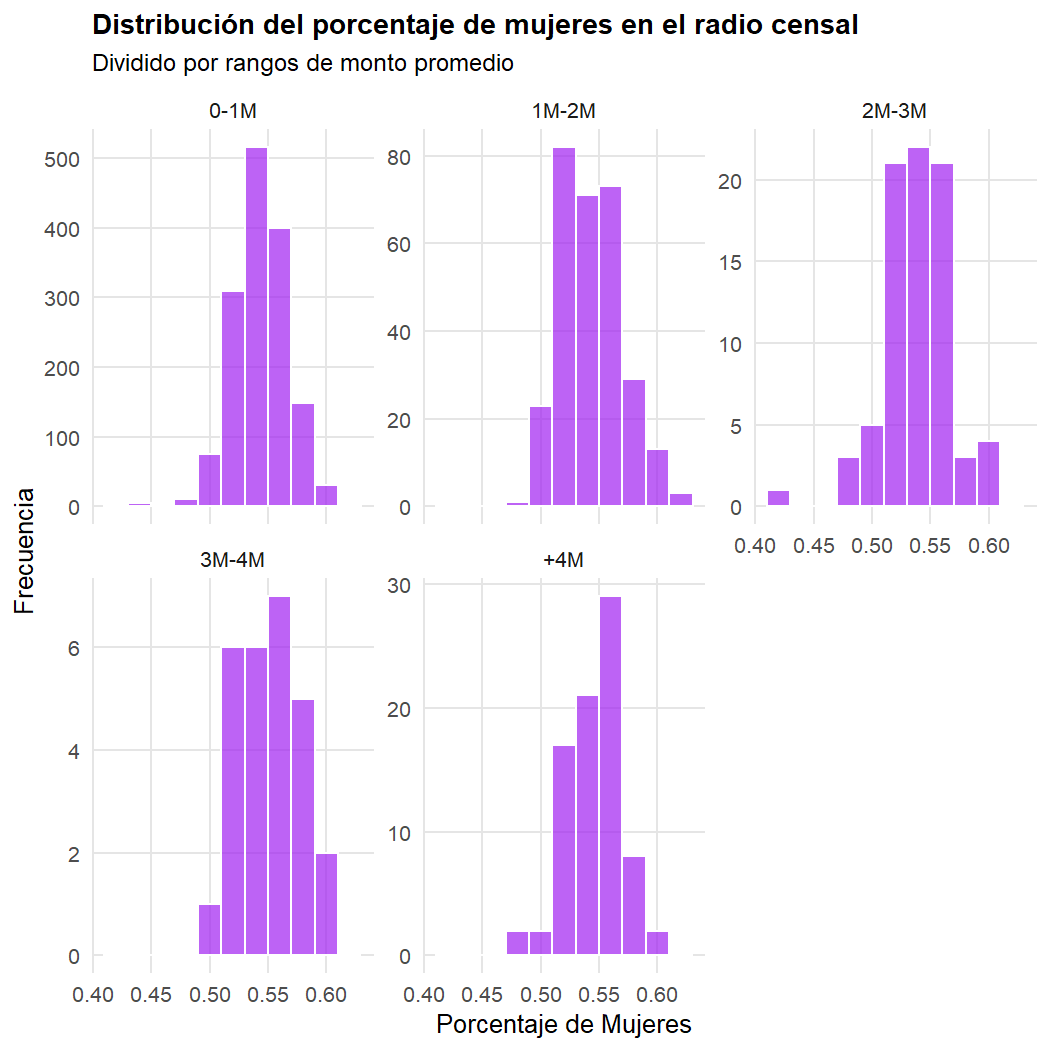 Distribución del porcentaje de mujeres en el radio censal
Dividido por rangos de monto promedio
0-1M
1M-2M
2M-3M
500
400
300
200
100
0
80
60
40
20
0
20
15
10
5
0
0.40 0.45 0.50 0.55 0.60
3M-4M
+4M
6
4
2
0
30
20
10
0
0.40 0.45 0.50 0.55 0.60
0.40 0.45 0.50 0.55 0.60
Frecuencia
Porcentaje de Mujeres